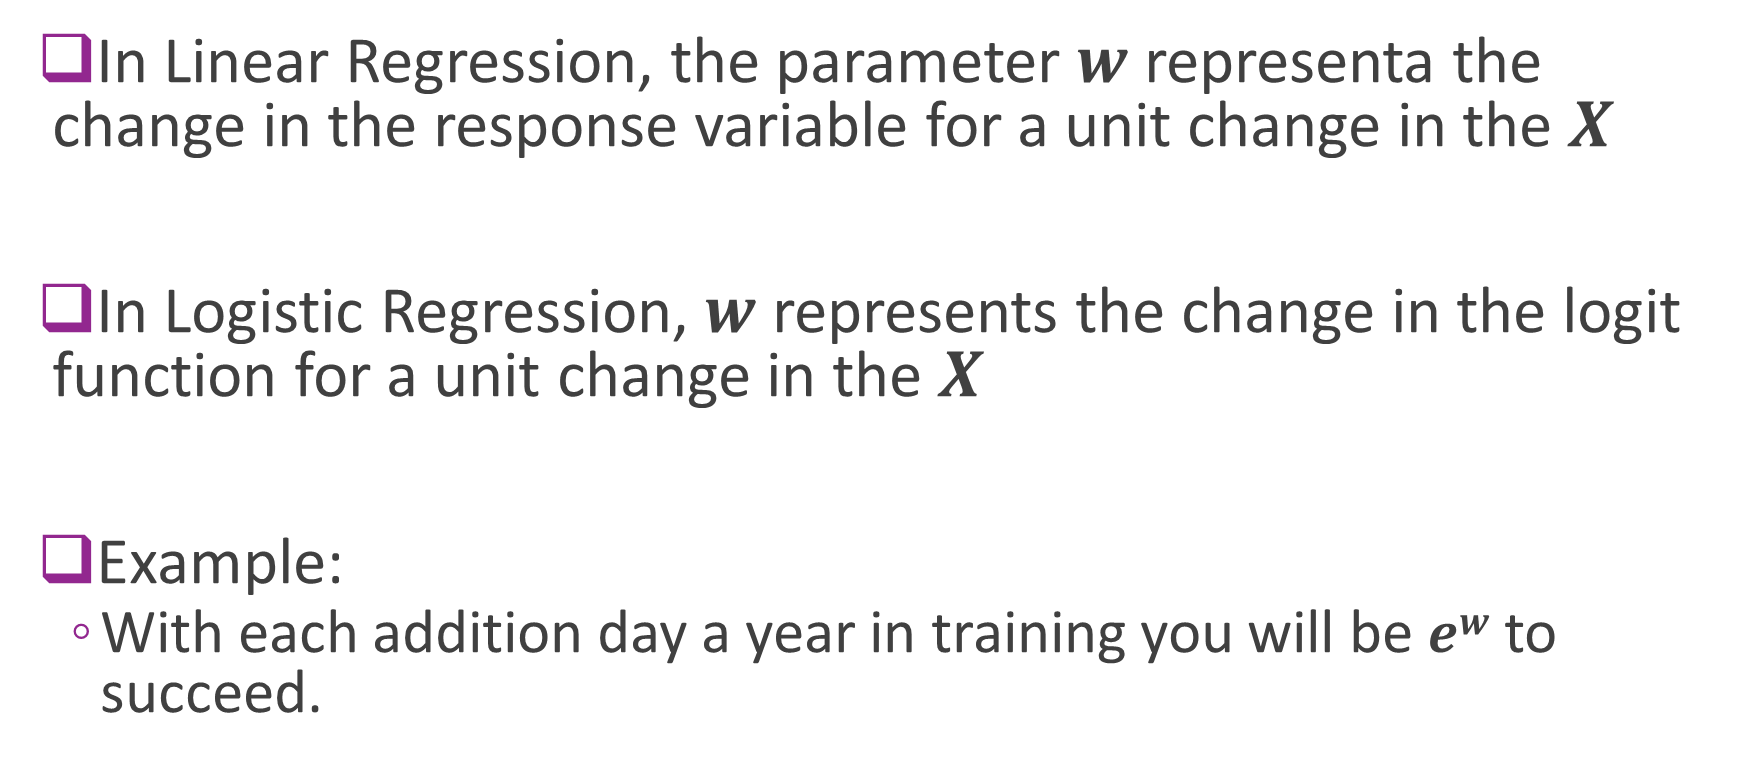 In Linear Regression, the parameter w representa the
change in the response variable for a unit change in the X
In Logistic Regression, w represents the change in the logit
function for a unit change in the X
Example:
With each addition day a year in training you will be e^w to
succeed.